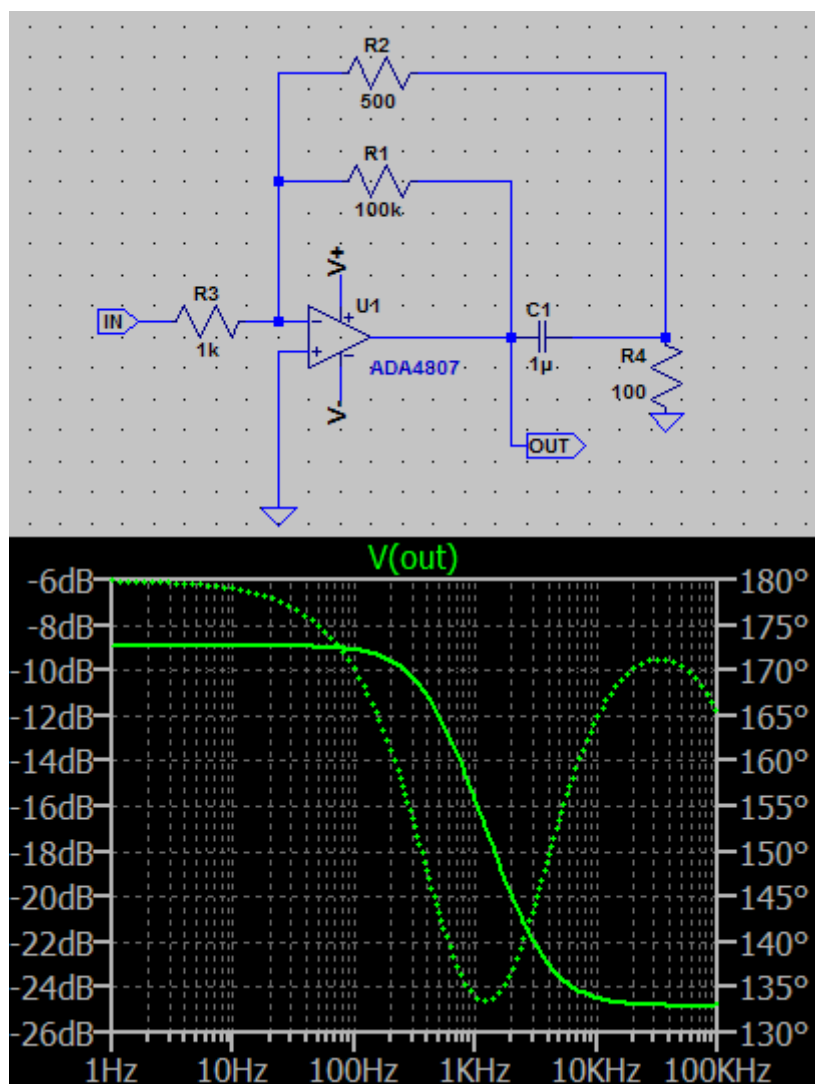 R2
500
R1
100k
V+
R3
U1
C1
IN
1k
ADA4807
1µ
R4
100
V-
OUT
V(out)
-6dB 180°
-8dB 175°
-10dB 170°
-12dB 165°
-14dB 160°
-16dB 155°
-18dB 150°
-20dB 145°
-22dB 140°
-24dB 135°
-26dB 130°
1Hz 10Hz 100Hz 1KHz 10KHz 100KHz